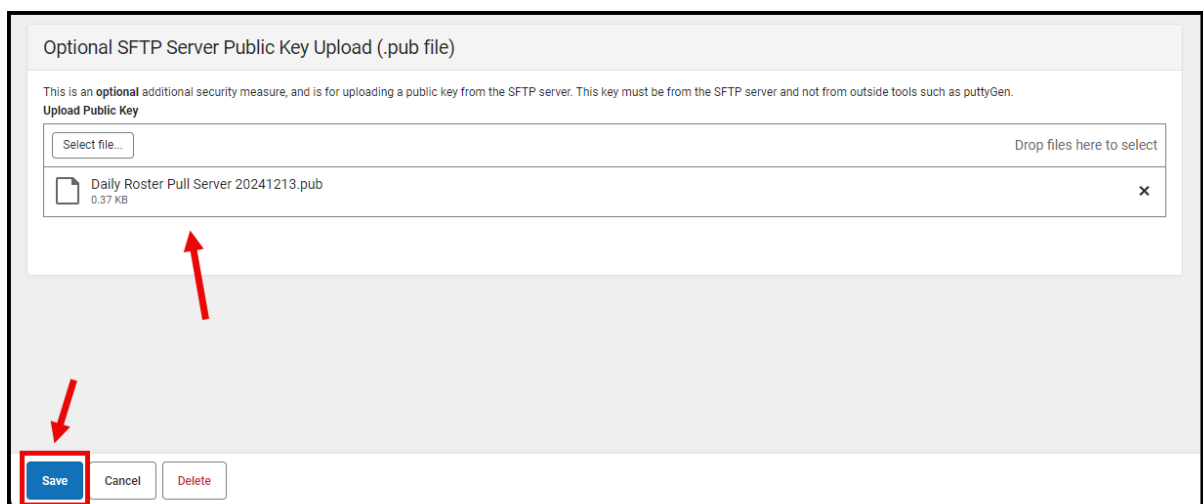 Optional SFTP Server Public Key Upload (.pub file)
This is an optional additional security measure, and is for uploading a public key from the SFTP server. This key must be from the SFTP server and not from outside tools such as puttyGen.
Upload Public Key
Select file...
Drop files here to select
Daily Roster Pull Server 20241213.pub
0.37 KB
Save
Cancel
Delete